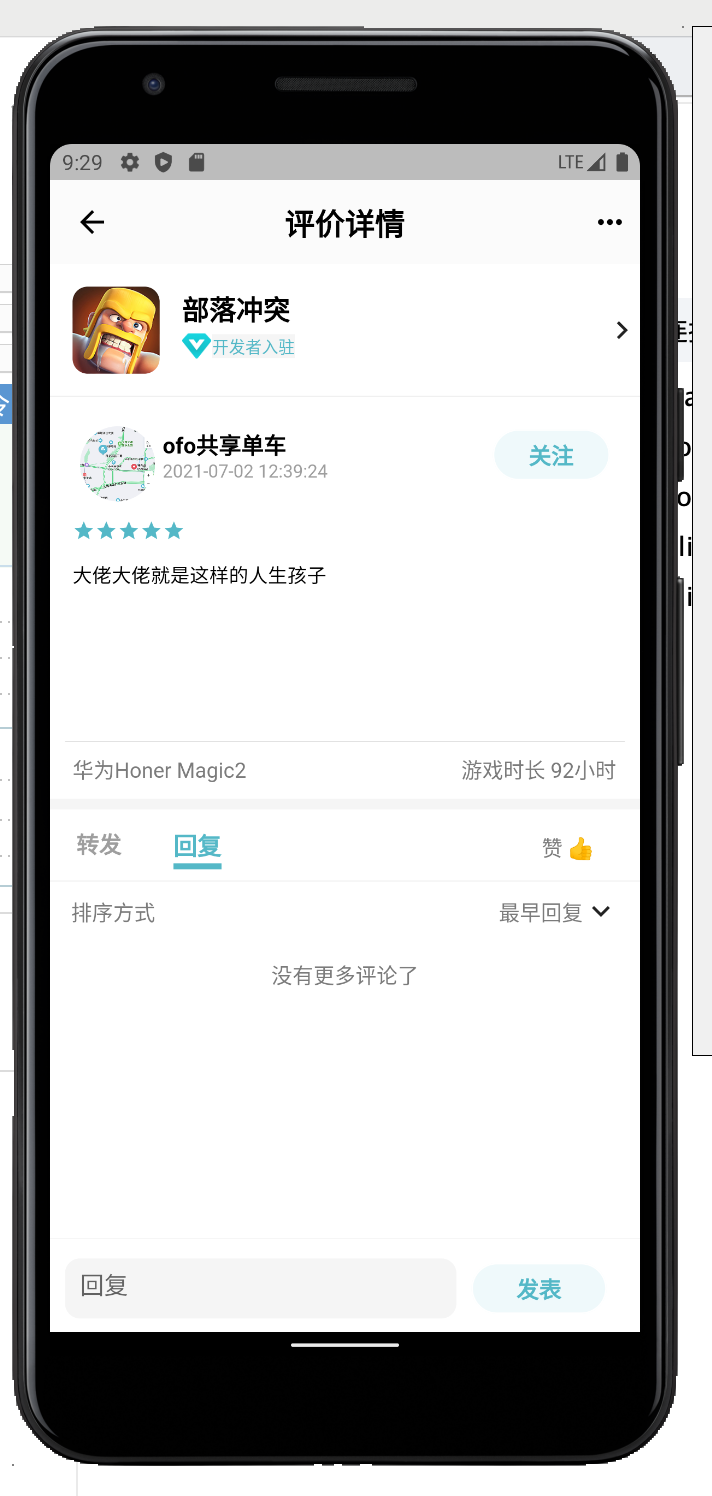 9:29 LTE
评价详情
部落冲突
开发者入驻
ofo共享单车
关注
2021-07-02 12:39:24
大佬大佬就是这样的人生孩子
华为Honer Magic2 游戏时长 92小时
转发 回复 赞
排序方式 最早回复
没有更多评论了
回复 发表